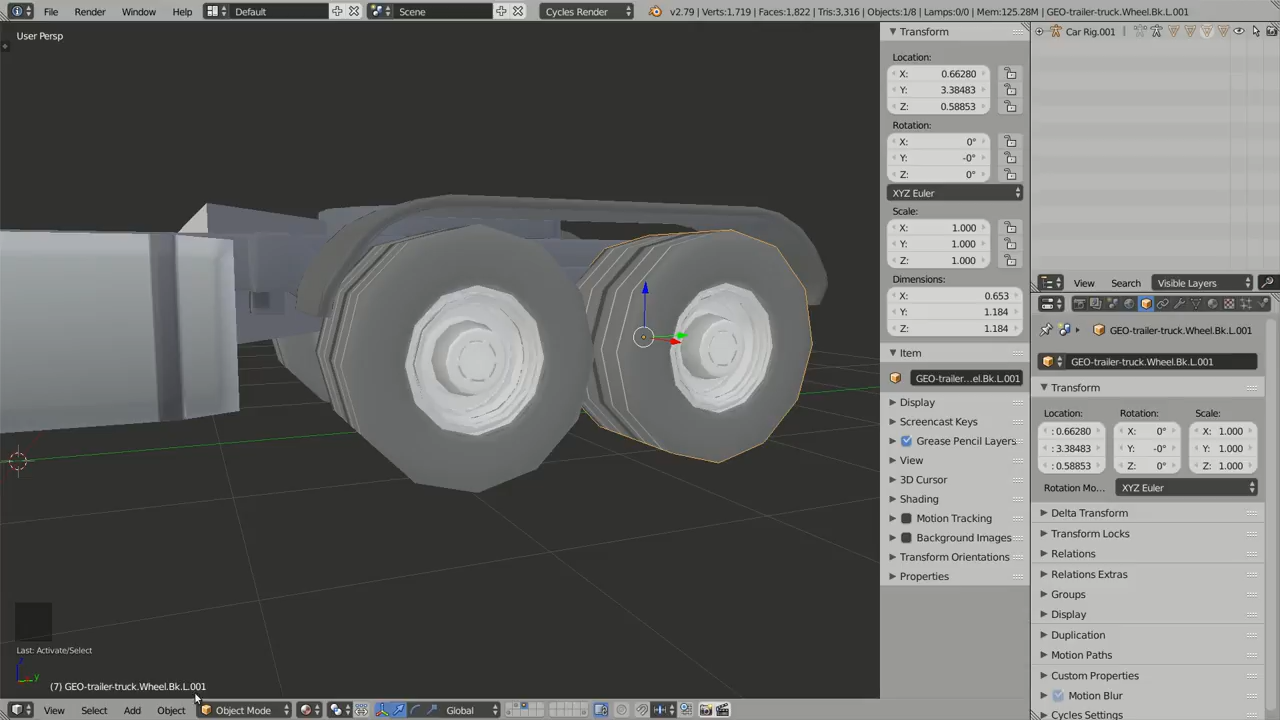 File Render Window Help Default Scene Cycles Render v2.79 | Verts:1,719 | Faces:1,822 | Tris:3,316 | Objects:1/8 | Lamps:0/0 | Mem:125.28M | GEO-trailer-truck.Wheel.Bk.L.001
User Persp
Transform
Location:
X: 0.66280
Y: 3.38483
Z: 0.58853
Rotation:
X: 0°
Y: -0°
Z: 0°
XYZ Euler
Scale:
X: 1.000
Y: 1.000
Z: 1.000
Dimensions:
X: 0.653
Y: 1.184
Z: 1.184
Item
GEO-trailer...el.Bk.L.001
Display
Screencast Keys
Grease Pencil Layers
View
3D Cursor
Shading
Motion Tracking
Background Images
Transform Orientations
Properties
Car Rig.001
View Search Visible Layers
GEO-trailer-truck.Wheel.Bk.L.001
GEO-trailer-truck.Wheel.Bk.L.001
Transform
Location: Rotation: Scale:
: 0.66280 X: 0° X: 1.000
: 3.38483 Y: -0° Y: 1.000
: 0.58853 Z: 0° Z: 1.000
Rotation Mo... XYZ Euler
Delta Transform
Transform Locks
Relations
Relations Extras
Groups
Display
Duplication
Motion Paths
Custom Properties
Motion Blur
Cycles Settings
Last: Activate/Select
(7) GEO-trailer-truck.Wheel.Bk.L.001
View Select Add Object Object Mode Global